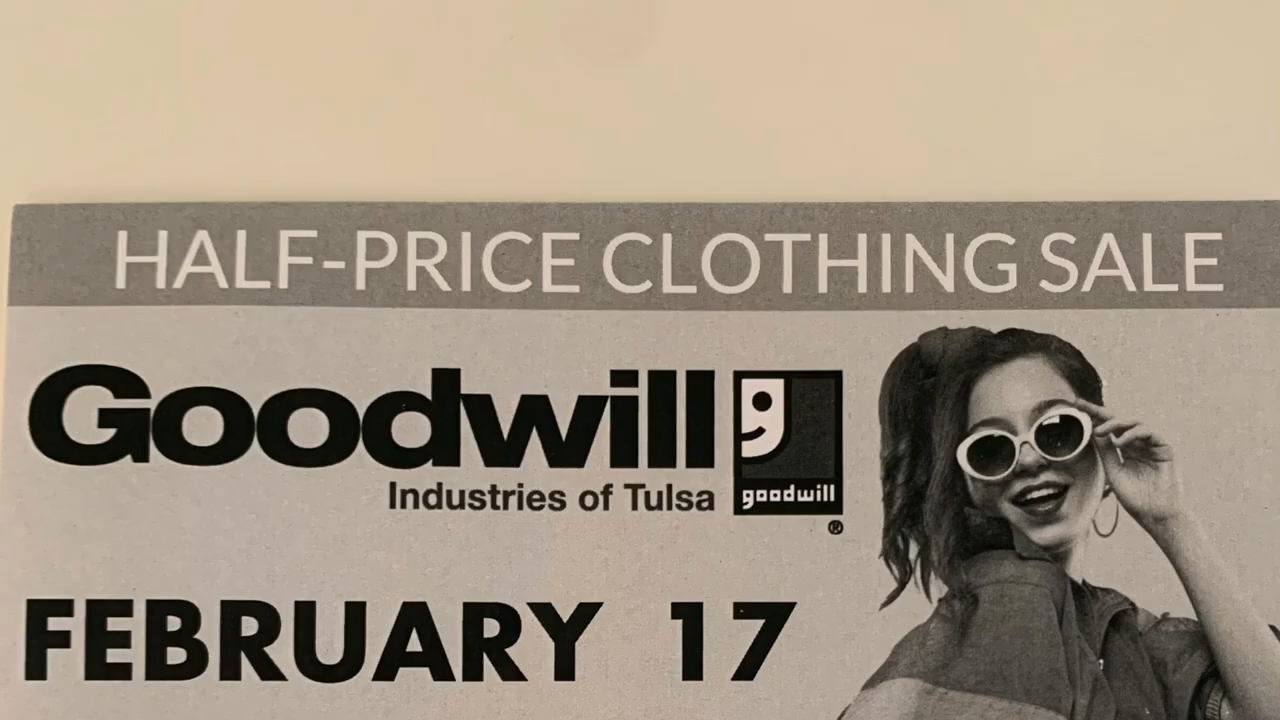 HALF-PRICE CLOTHING SALE
Goodwill
Industries of Tulsa
g
goodwill
®
FEBRUARY 17